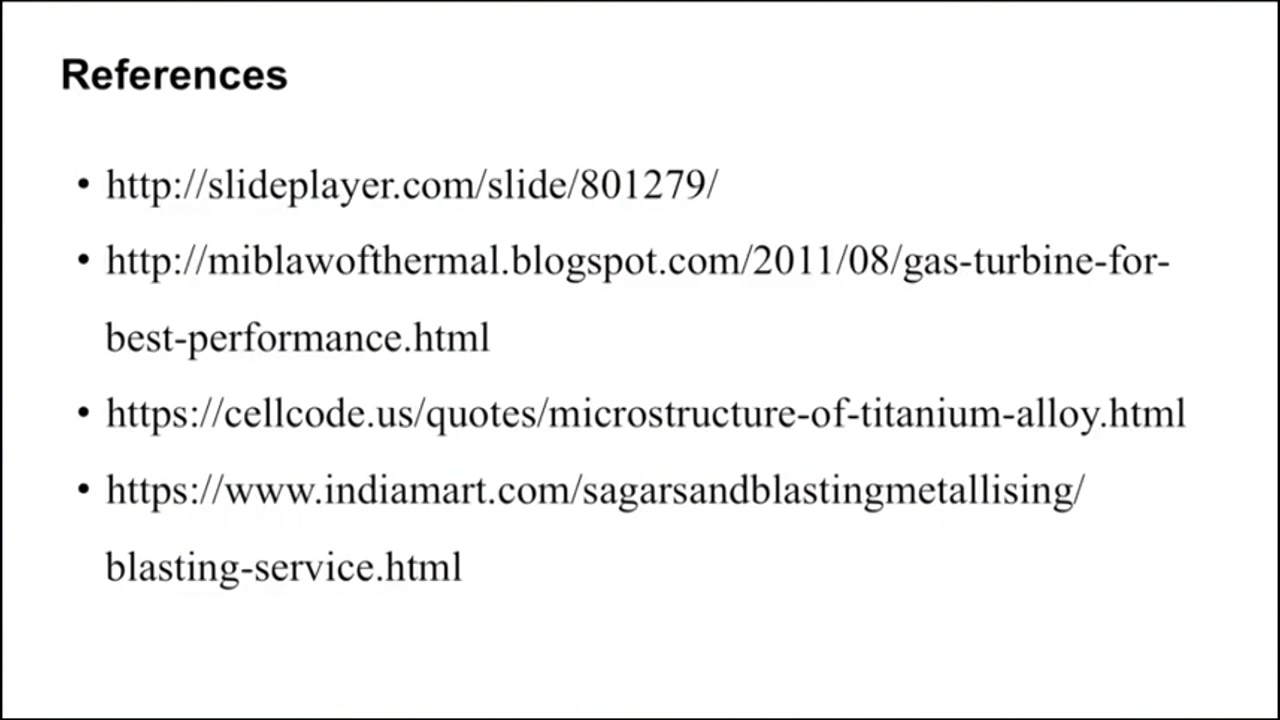 References
• http://slideplayer.com/slide/801279/
• http://miblawofthermal.blogspot.com/2011/08/gas-turbine-for-
best-performance.html
• https://cellcode.us/quotes/microstructure-of-titanium-alloy.html
• https://www.indiamart.com/sagarsandblastingmetallising/
blasting-service.html